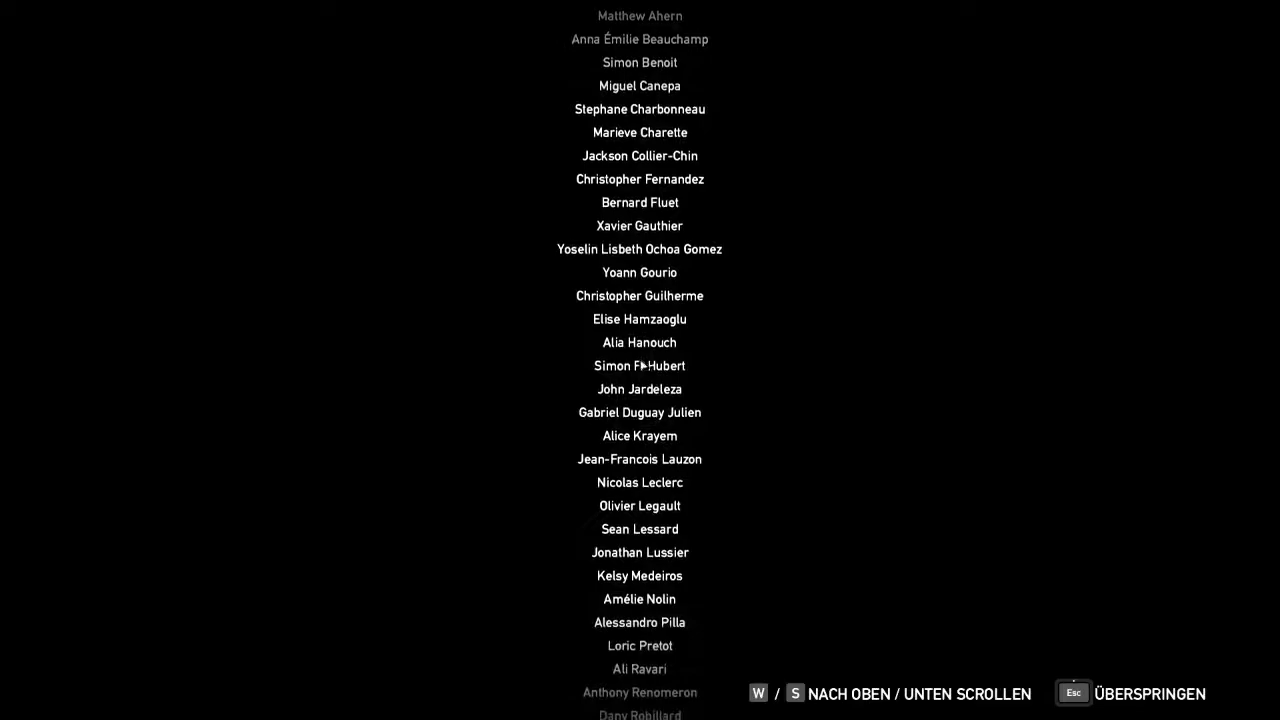 Matthew Ahern
Anna Émilie Beauchamp
Simon Benoit
Miguel Canepa
Stephane Charbonneau
Marieve Charette
Jackson Collier-Chin
Christopher Fernandez
Bernard Fluet
Xavier Gauthier
Yoselin Lisbeth Ochoa Gomez
Yoann Gourio
Christopher Guilherme
Elise Hamzaoglu
Alia Hanouch
Simon Hubert
John Jardeleza
Gabriel Duguay Julien
Alice Krayem
Jean-Francois Lauzon
Nicolas Leclerc
Olivier Legault
Sean Lessard
Jonathan Lussier
Kelsy Medeiros
Amélie Nolin
Alessandro Pilla
Loric Pretot
Ali Ravari
Anthony Renomeron
Dany Robillard
W / S NACH OBEN / UNTEN SCROLLEN Esc ÜBERSPRINGEN